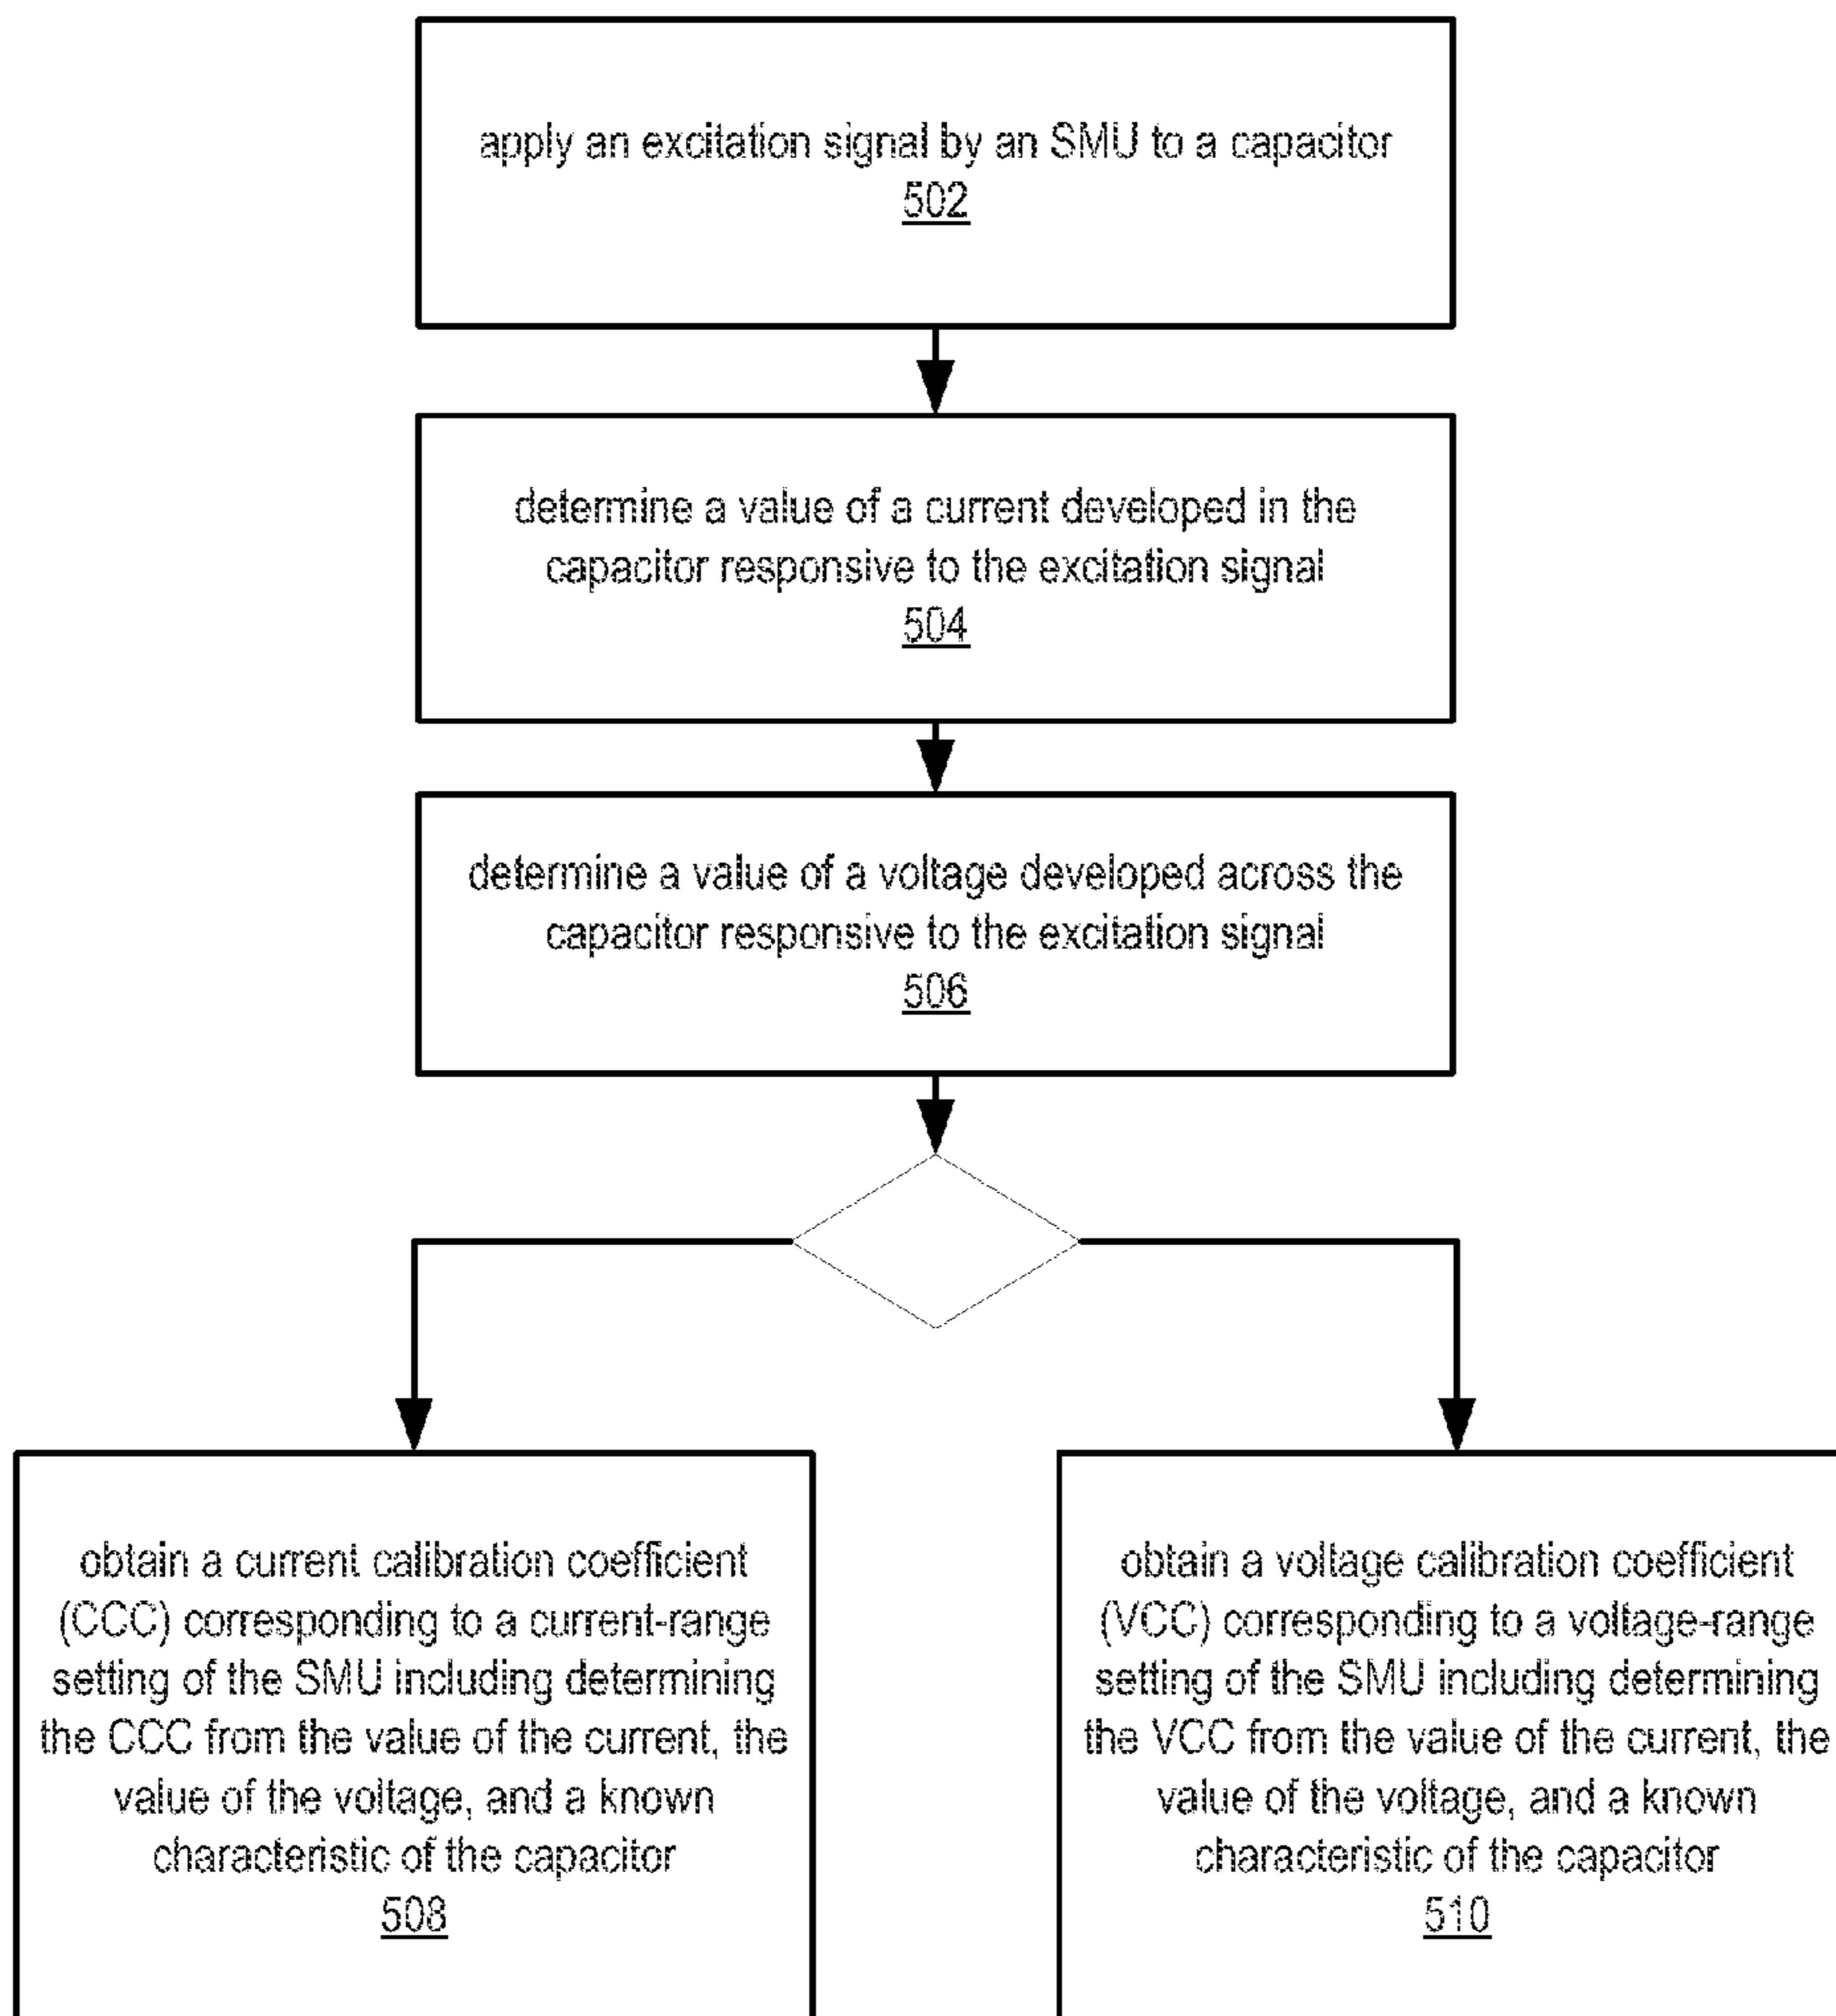 apply an excitation signal by an SMU to a capacitor
502
determine a value of a current developed in the
capacitor responsive to the excitation signal
504
determine a value of a voltage developed across the
capacitor responsive to the excitation signal
506
obtain a current calibration coefficient
(CCC) corresponding to a current-range
setting of the SMU including determining
the CCC from the value of the current, the
value of the voltage, and a known
characteristic of the capacitor
508
obtain a voltage calibration coefficient
(VCC) corresponding to a voltage-range
setting of the SMU including determining
the VCC from the value of the current, the
value of the voltage, and a known
characteristic of the capacitor
510